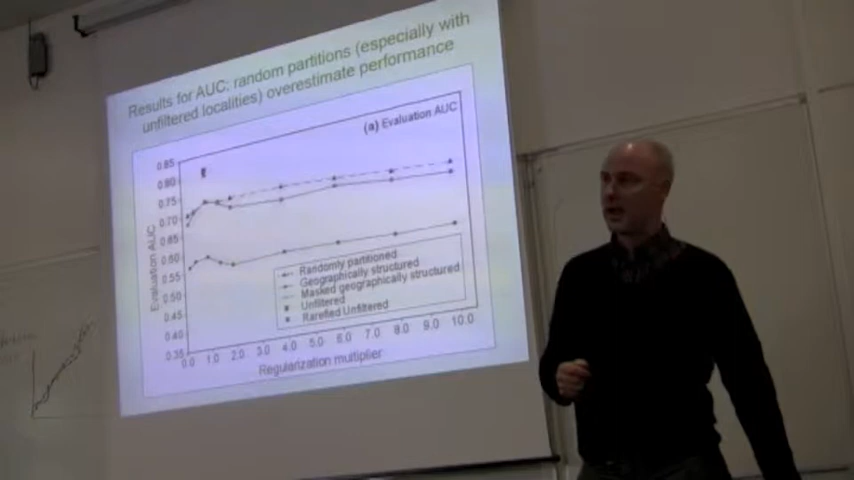 Results for AUC: random partitions (especially with
unfiltered localities) overestimate performance
(a) Evaluation AUC
0.85
0.80
0.75
0.70
0.65
0.60
0.55
0.50
0.45
0.40
0.35
Evaluation AUC
Randomly partitioned
Geographically structured
Masked geographically structured
Unfiltered
Rarefied Unfiltered
0.0 1.0 2.0 3.0 4.0 5.0 6.0 7.0 8.0 9.0 10.0
Regularization multiplier